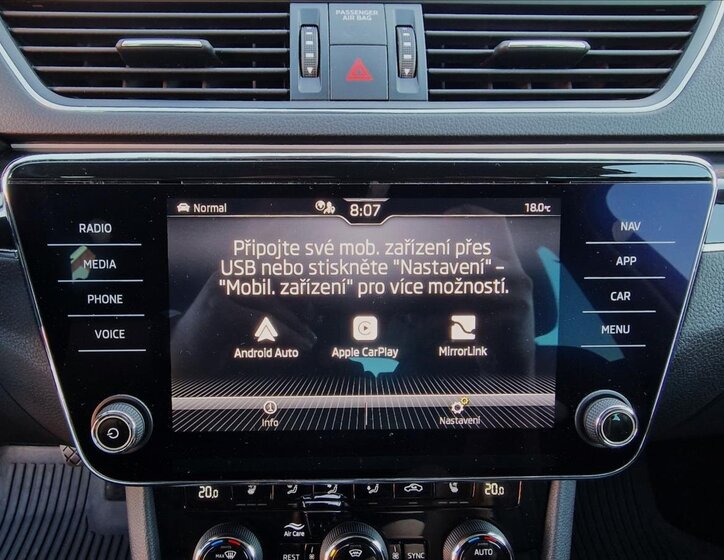 PASSENGER
AIR BAG
Normal
8:07
18.0°C
RADIO
MEDIA
PHONE
VOICE
Připojte své mob. zařízení přes
USB nebo stiskněte "Nastavení" –
"Mobil. zařízení" pro více možností.
Android Auto
Apple CarPlay
MirrorLink
Info
Nastavení
NAV
APP
CAR
MENU
20.0
20.0
Air Care
MAX
REST
SYNC
AUTO